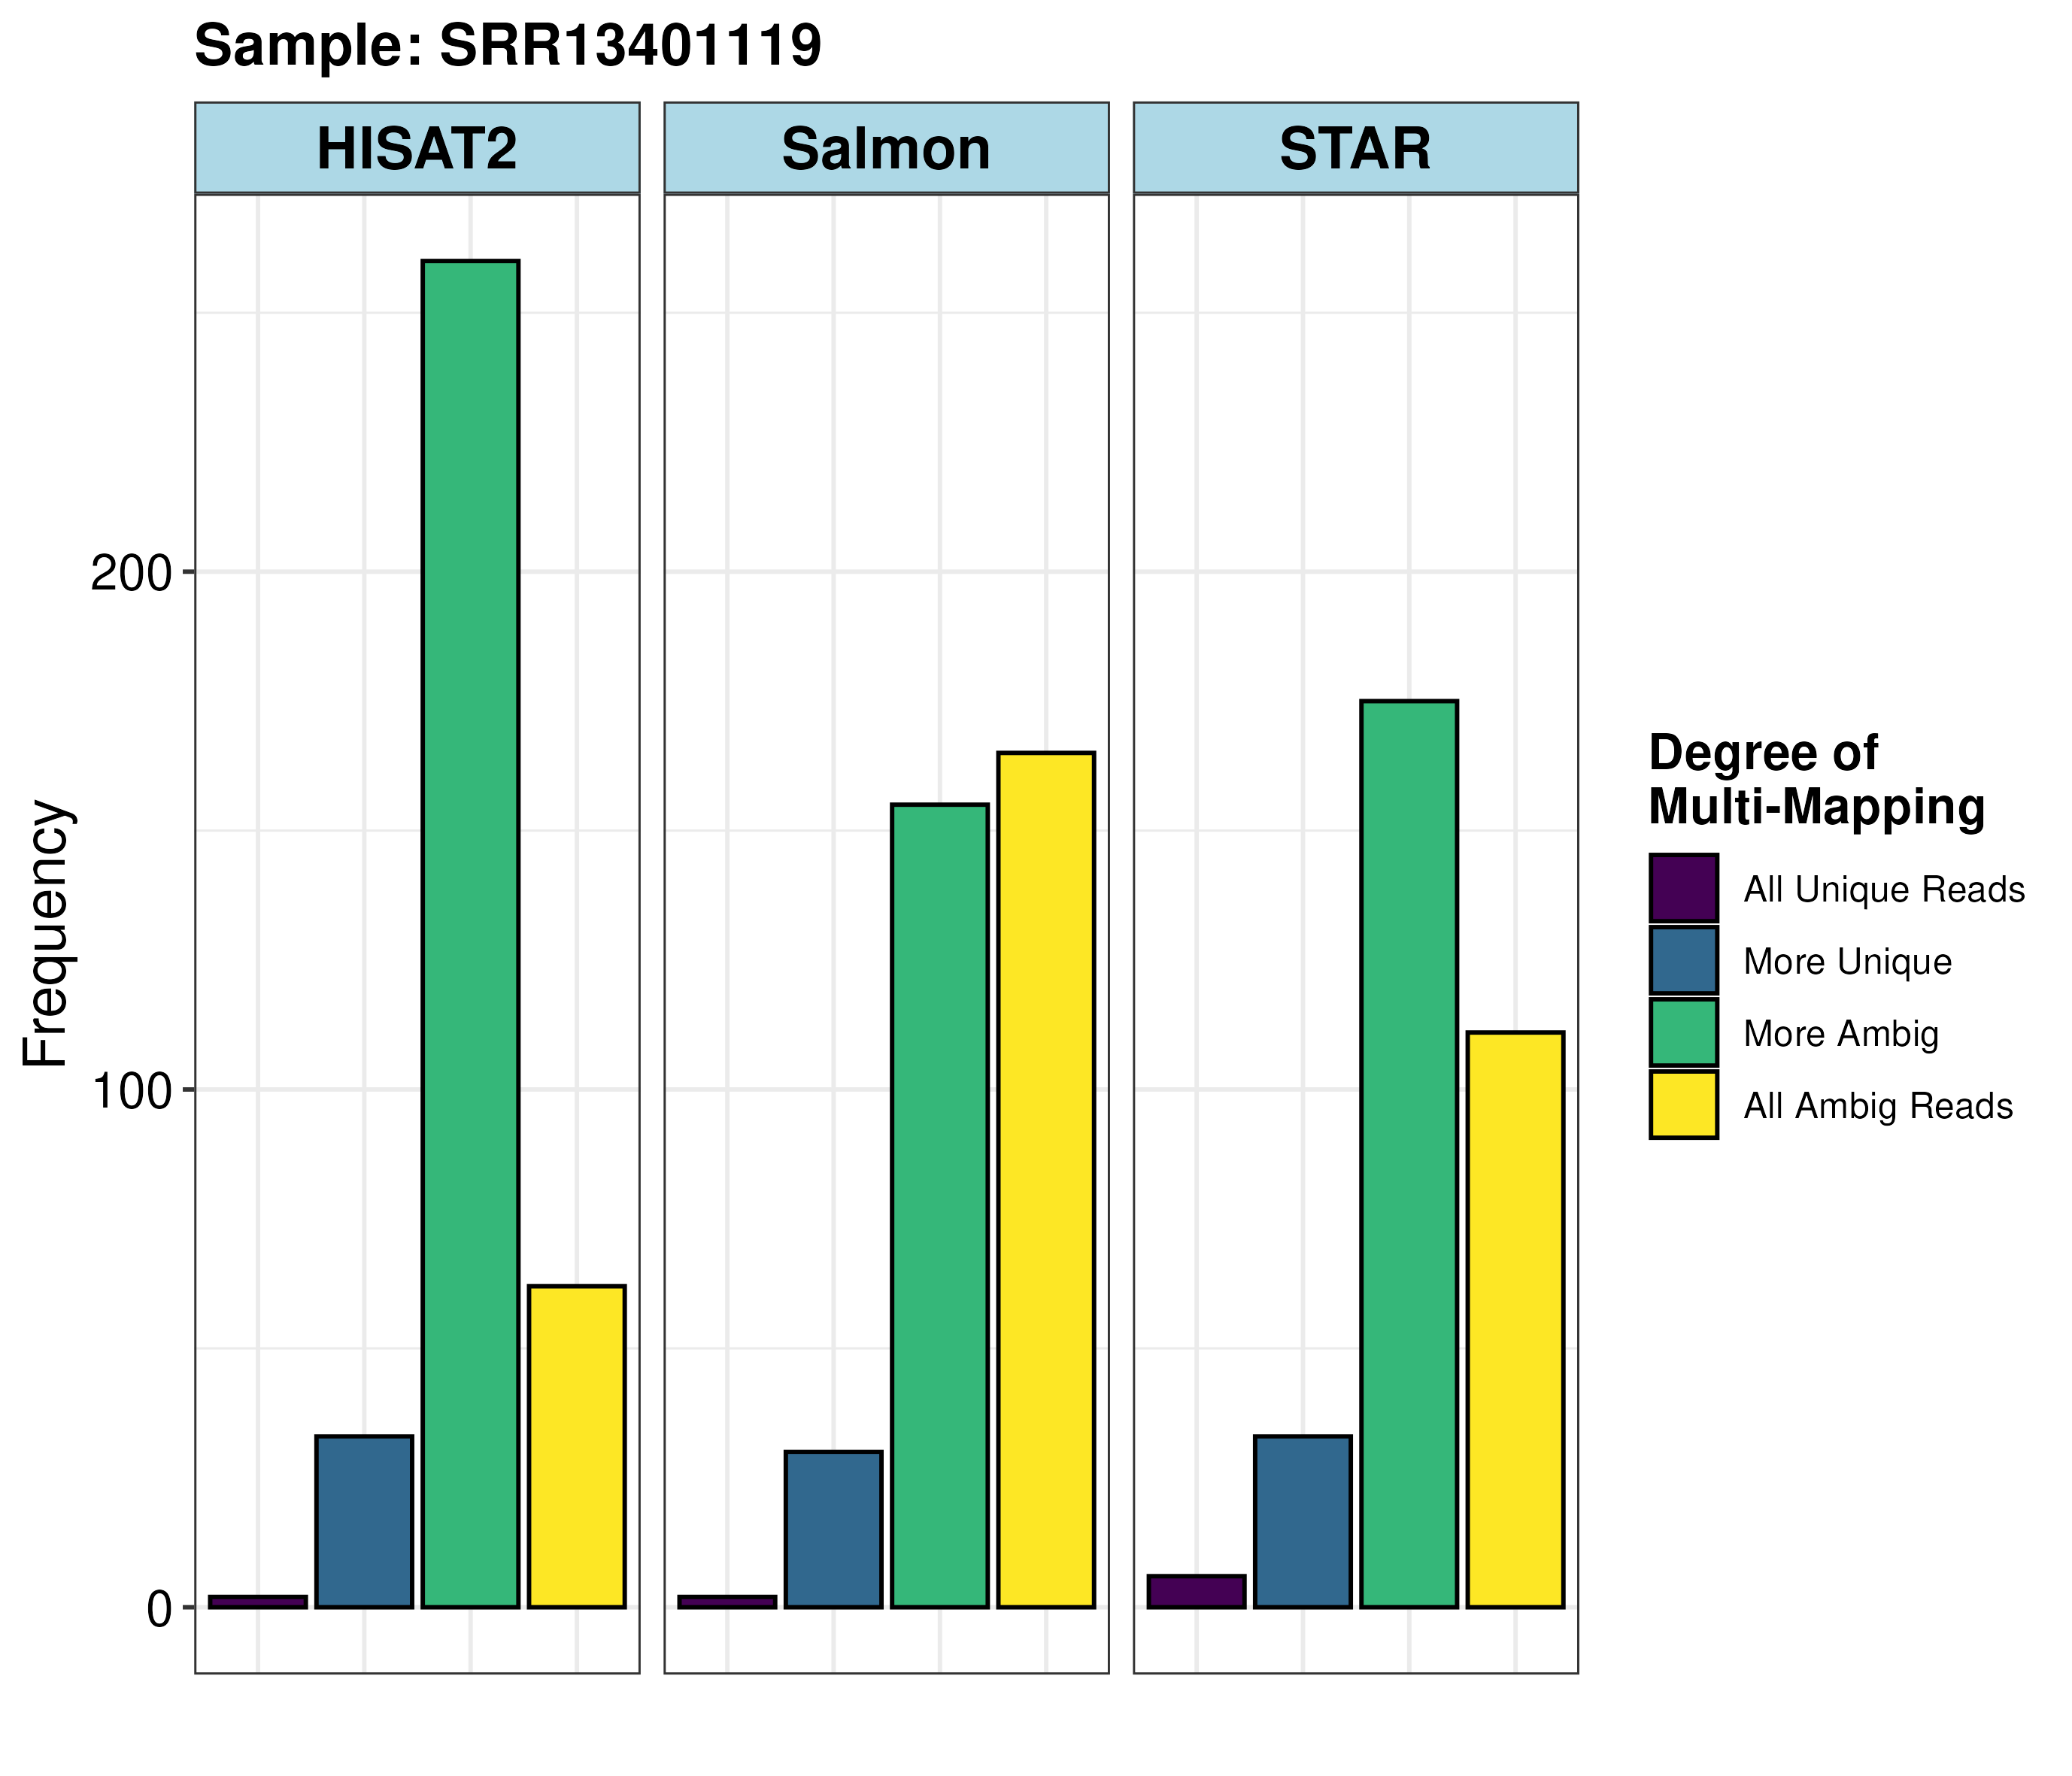 Sample: SRR13401119
HISAT2
Salmon
STAR
Frequency
200
100
0
Degree of
Multi-Mapping
All Unique Reads
More Unique
More Ambig
All Ambig Reads